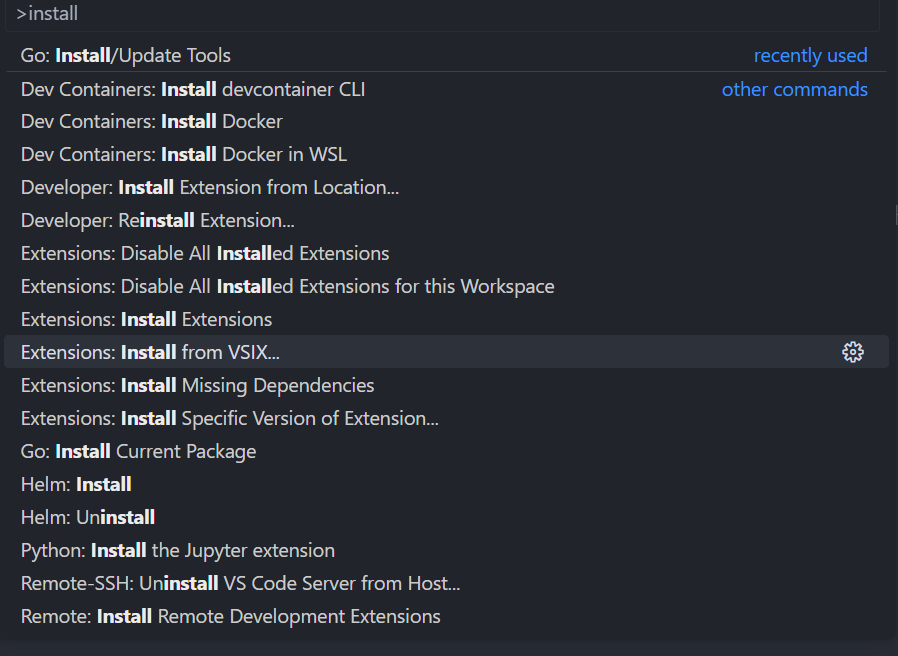 >install
Go: Install/Update Tools recently used
Dev Containers: Install devcontainer CLI other commands
Dev Containers: Install Docker
Dev Containers: Install Docker in WSL
Developer: Install Extension from Location...
Developer: Reinstall Extension...
Extensions: Disable All Installed Extensions
Extensions: Disable All Installed Extensions for this Workspace
Extensions: Install Extensions
Extensions: Install from VSIX...
Extensions: Install Missing Dependencies
Extensions: Install Specific Version of Extension...
Go: Install Current Package
Helm: Install
Helm: Uninstall
Python: Install the Jupyter extension
Remote-SSH: Uninstall VS Code Server from Host...
Remote: Install Remote Development Extensions